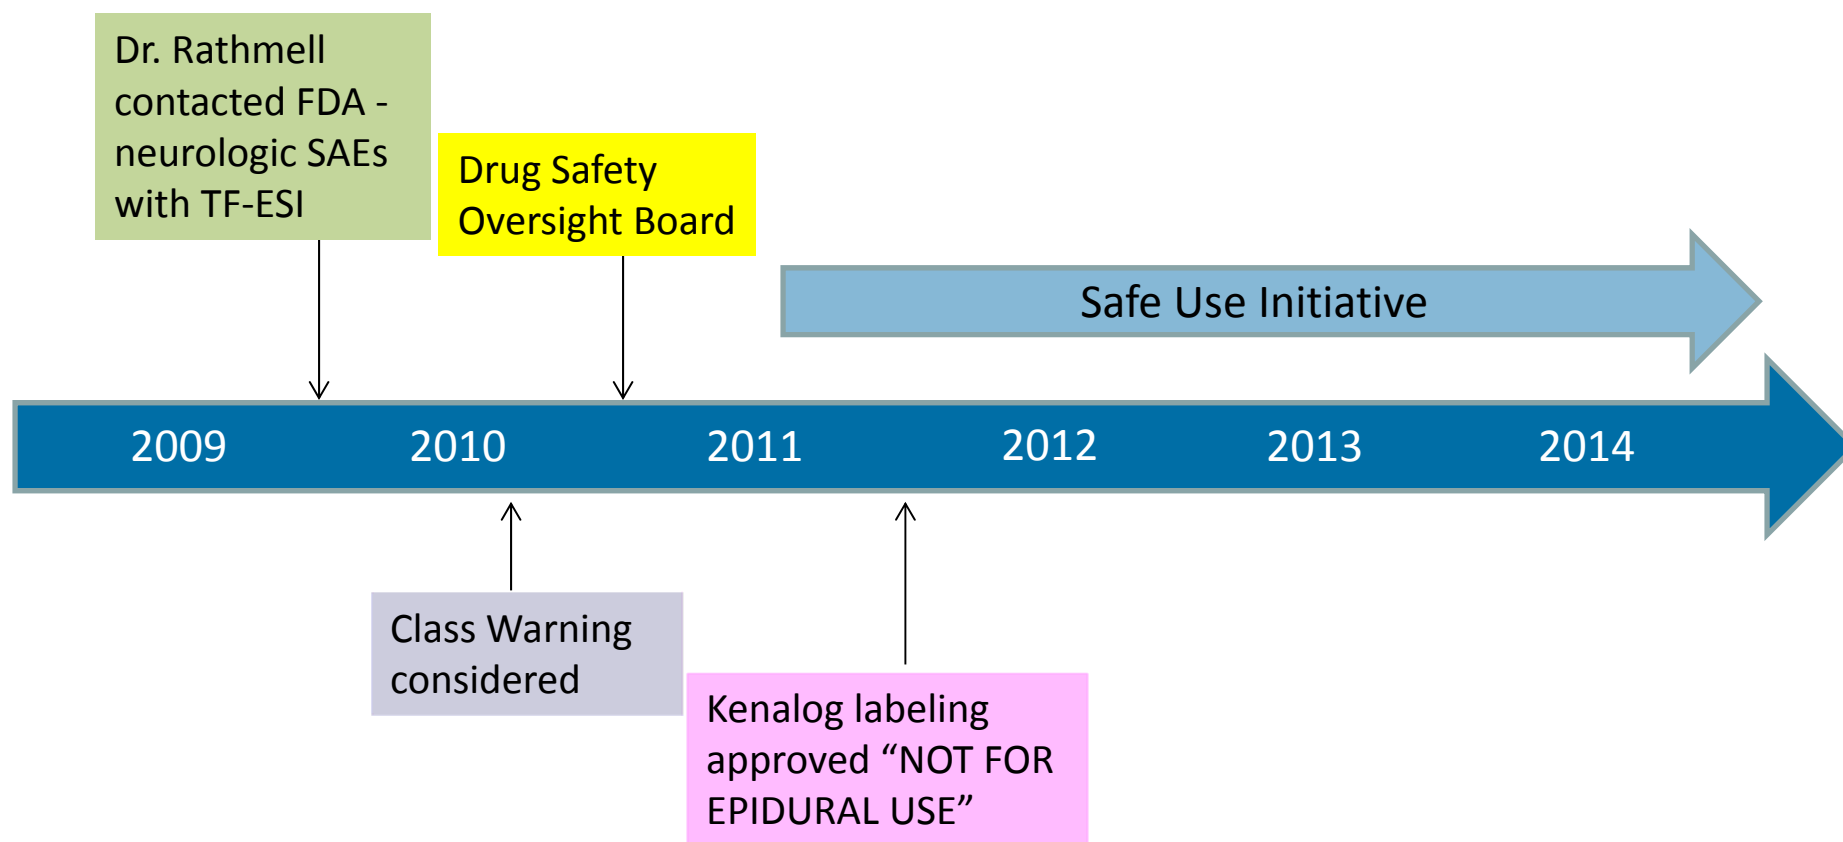 Dr. Rathmell
contacted FDA -
neurologic SAEs
with TF-ESI
Drug Safety
Oversight Board
Safe Use Initiative
2009 2010 2011 2012 2013 2014
Class Warning
considered
Kenalog labeling
approved “NOT FOR
EPIDURAL USE”